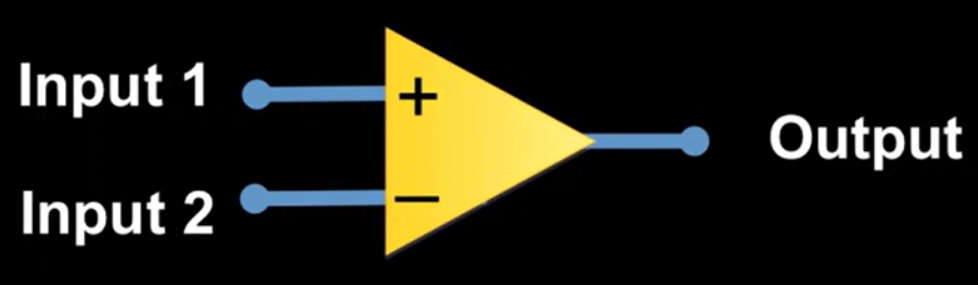 Input 1
+
Output
−
Input 2